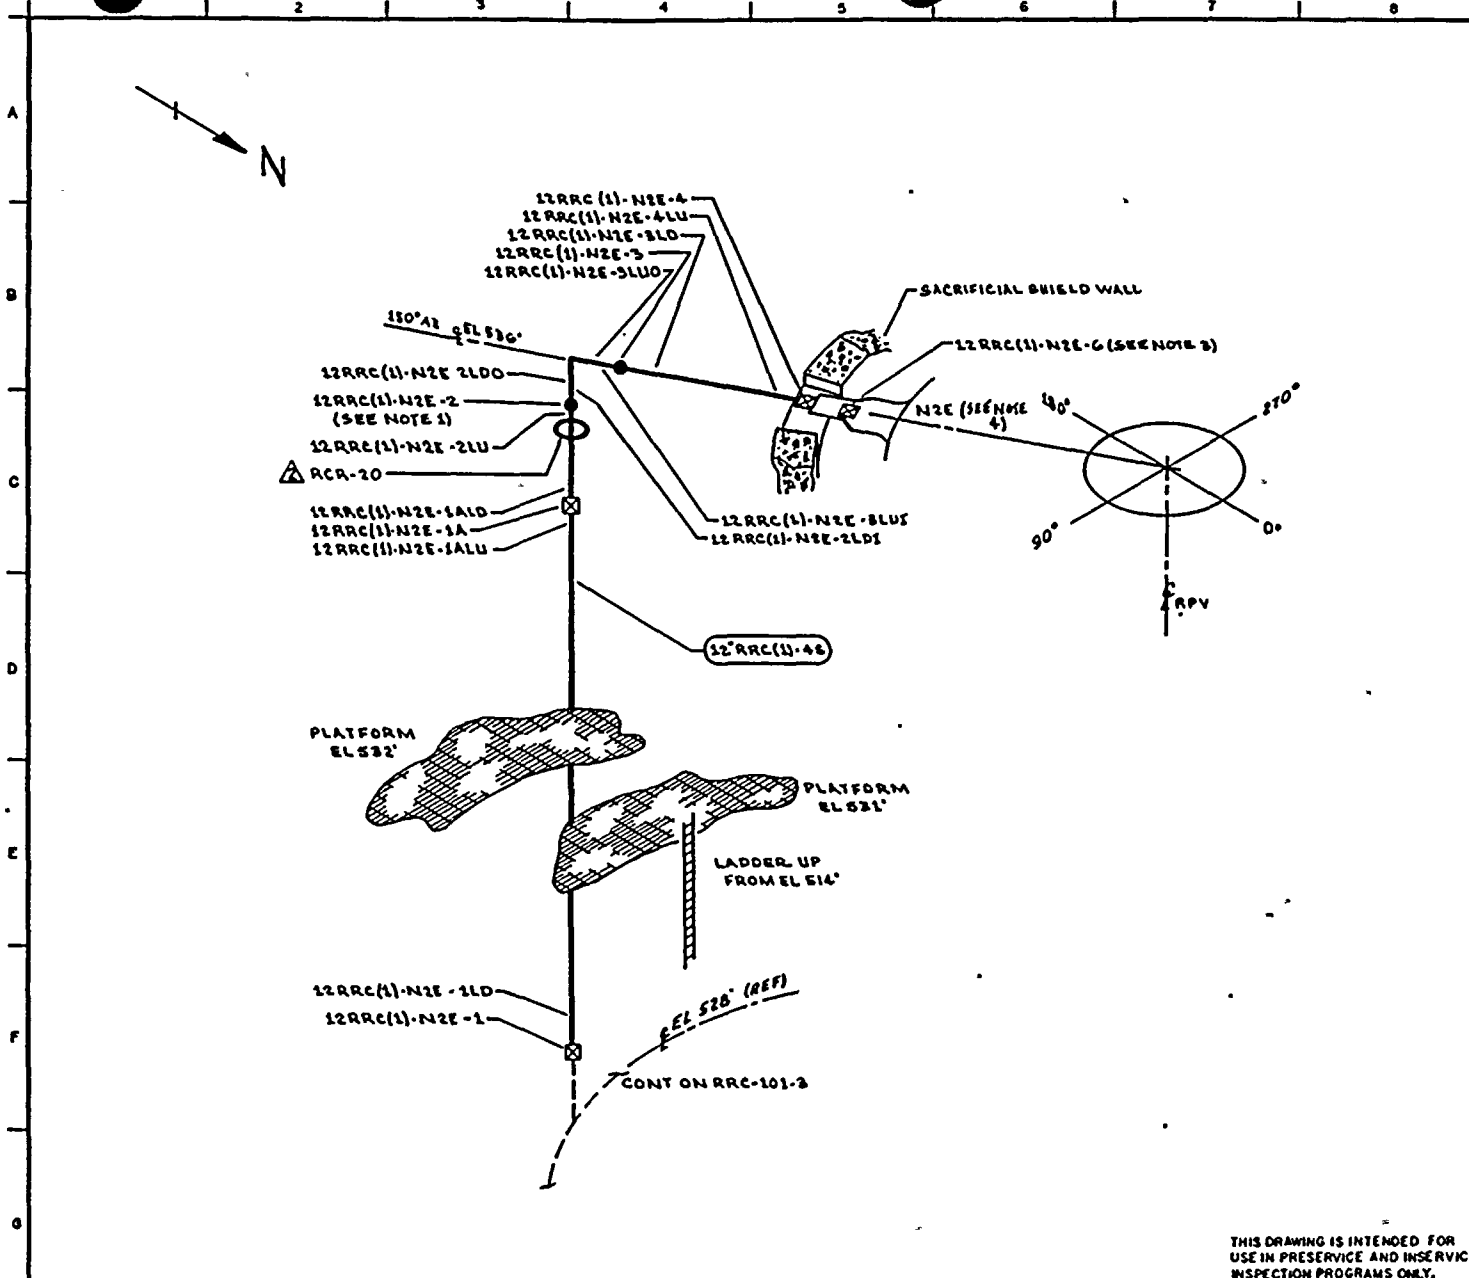 2 3 4 5 6 7 8
A
N
12RRC(1)-N2E-4
12RRC(1)-N2E-4LU
12RRC(1)-N2E-3LD
12RRC(1)-N2E-3
12RRC(1)-N2E-3LUO
B
SACRIFICIAL SHIELD WALL
150°AZ ℄ EL 536'
12RRC(1)-N2E-6 (SEE NOTE 3)
12RRC(1)-N2E-2LDO
12RRC(1)-N2E-2
(SEE NOTE 1)
12RRC(1)-N2E-2LU
N2E (SEE NOTE
4)
180°
270°
C
2 RCR-20
12RRC(1)-N2E-1ALD
12RRC(1)-N2E-1A
12RRC(1)-N2E-1ALU
12RRC(1)-N2E-3LUI
12RRC(1)-N2E-2LDI
90°
0°
℄
RPV
12"RRC(1)-4S
D
PLATFORM
EL 532'
PLATFORM
EL 531'
E
LADDER UP
FROM EL 514'
12RRC(1)-N2E-1LD
12RRC(1)-N2E-1
F
℄ EL 528' (REF)
CONT ON RRC-101-3
G
THIS DRAWING IS INTENDED FOR
USE IN PRESERVICE AND INSERVIC
INSPECTION PROGRAMS ONLY.